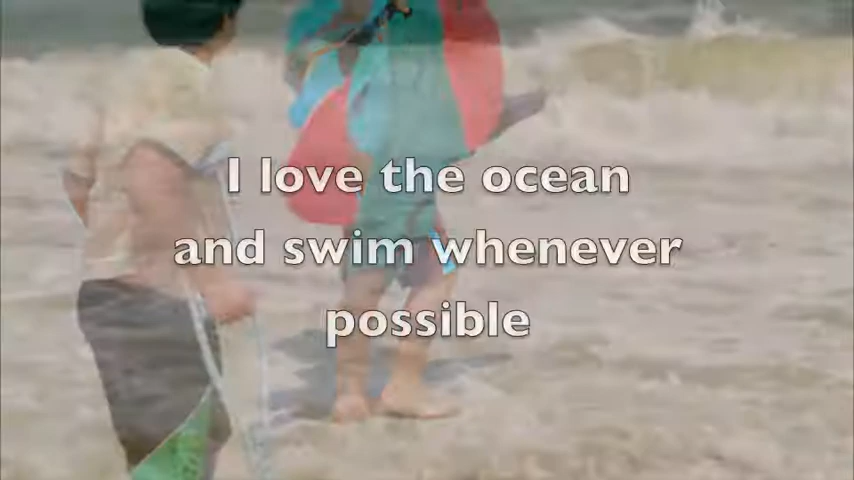 I love the ocean
and swim whenever
possible